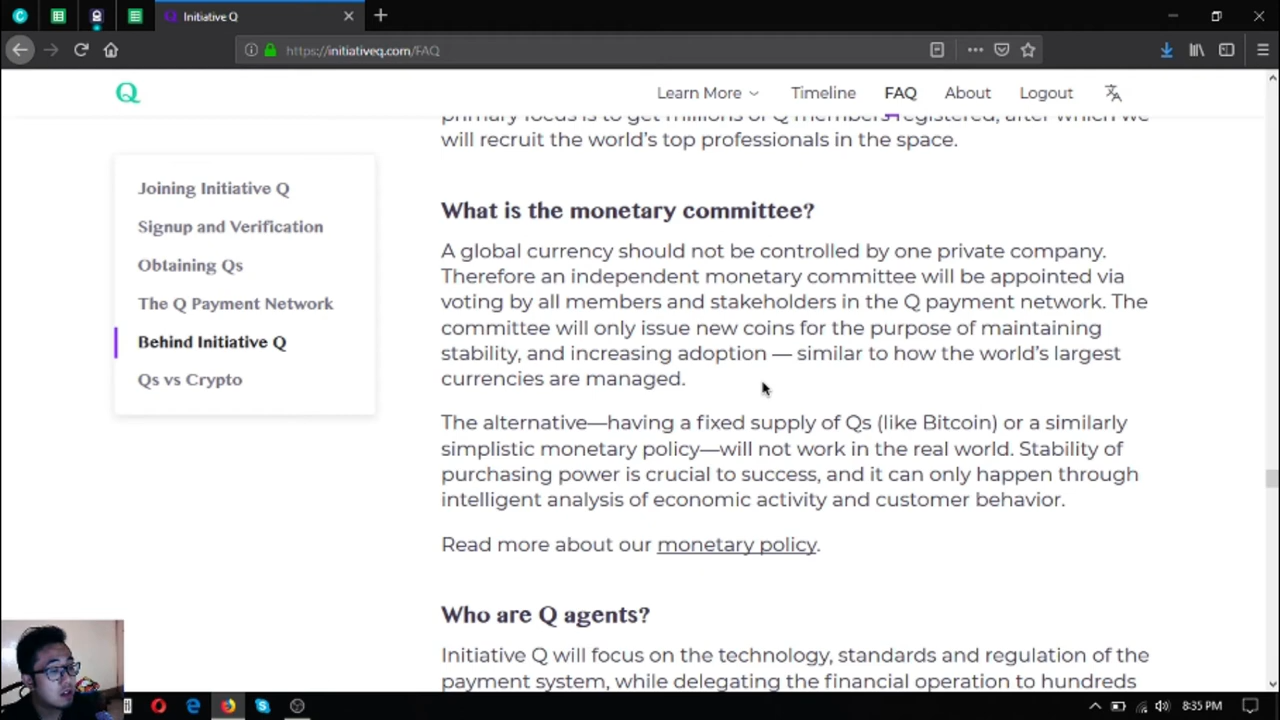 Initiative Q
https://initiativeq.com/FAQ
Q
Learn More
Timeline
FAQ
About
Logout
primary focus is to get millions of Q members registered, after which we
will recruit the world's top professionals in the space.
Joining Initiative Q
Signup and Verification
Obtaining Qs
The Q Payment Network
Behind Initiative Q
Qs vs Crypto
What is the monetary committee?
A global currency should not be controlled by one private company.
Therefore an independent monetary committee will be appointed via
voting by all members and stakeholders in the Q payment network. The
committee will only issue new coins for the purpose of maintaining
stability, and increasing adoption — similar to how the world's largest
currencies are managed.
The alternative—having a fixed supply of Qs (like Bitcoin) or a similarly
simplistic monetary policy—will not work in the real world. Stability of
purchasing power is crucial to success, and it can only happen through
intelligent analysis of economic activity and customer behavior.
Read more about our monetary policy.
Who are Q agents?
Initiative Q will focus on the technology, standards and regulation of the
payment system, while delegating the financial operation to hundreds
8:35 PM